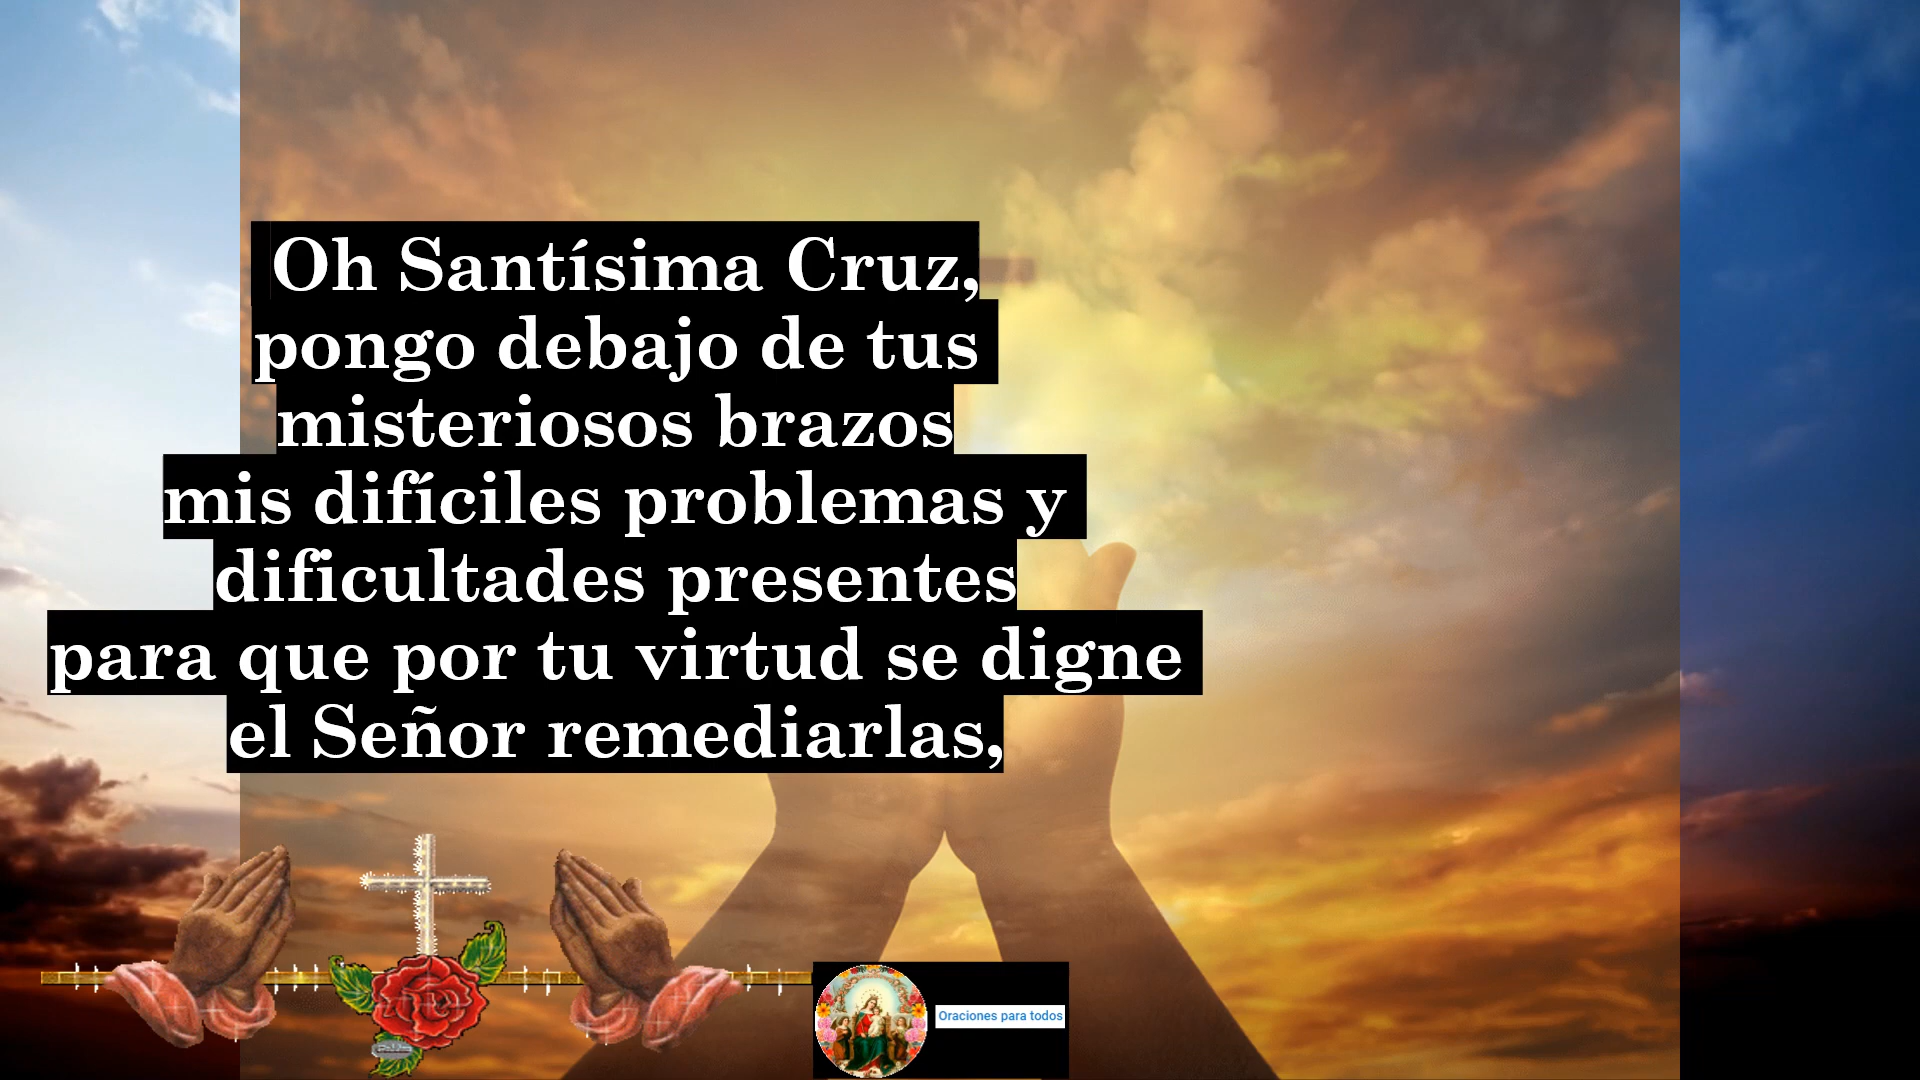 Oh Santísima Cruz,
pongo debajo de tus
misteriosos brazos
mis difíciles problemas y
dificultades presentes
para que por tu virtud se digne
el Señor remediarlas,
Oraciones para todos